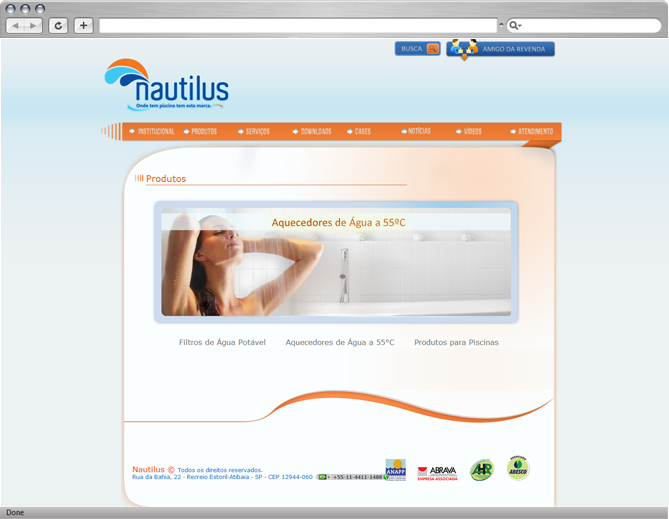 BUSCA
AMIGO DA REVENDA
nautilus
Onde tem piscina tem esta marca.
INSTITUCIONAL PRODUTOS SERVIÇOS DOWNLOADS CASES NOTÍCIAS VÍDEOS ATENDIMENTO
Produtos
Aquecedores de Água a 55ºC
Filtros de Água Potável Aquecedores de Água a 55°C Produtos para Piscinas
Nautilus © Todos os direitos reservados.
Rua da Bahia, 22 - Recreio Estoril-Atibaia - SP - CEP 12944-060 +55-11-4411-1488
ANAPP
ABRAVA
EMPRESA ASSOCIADA
ABESCO
Done